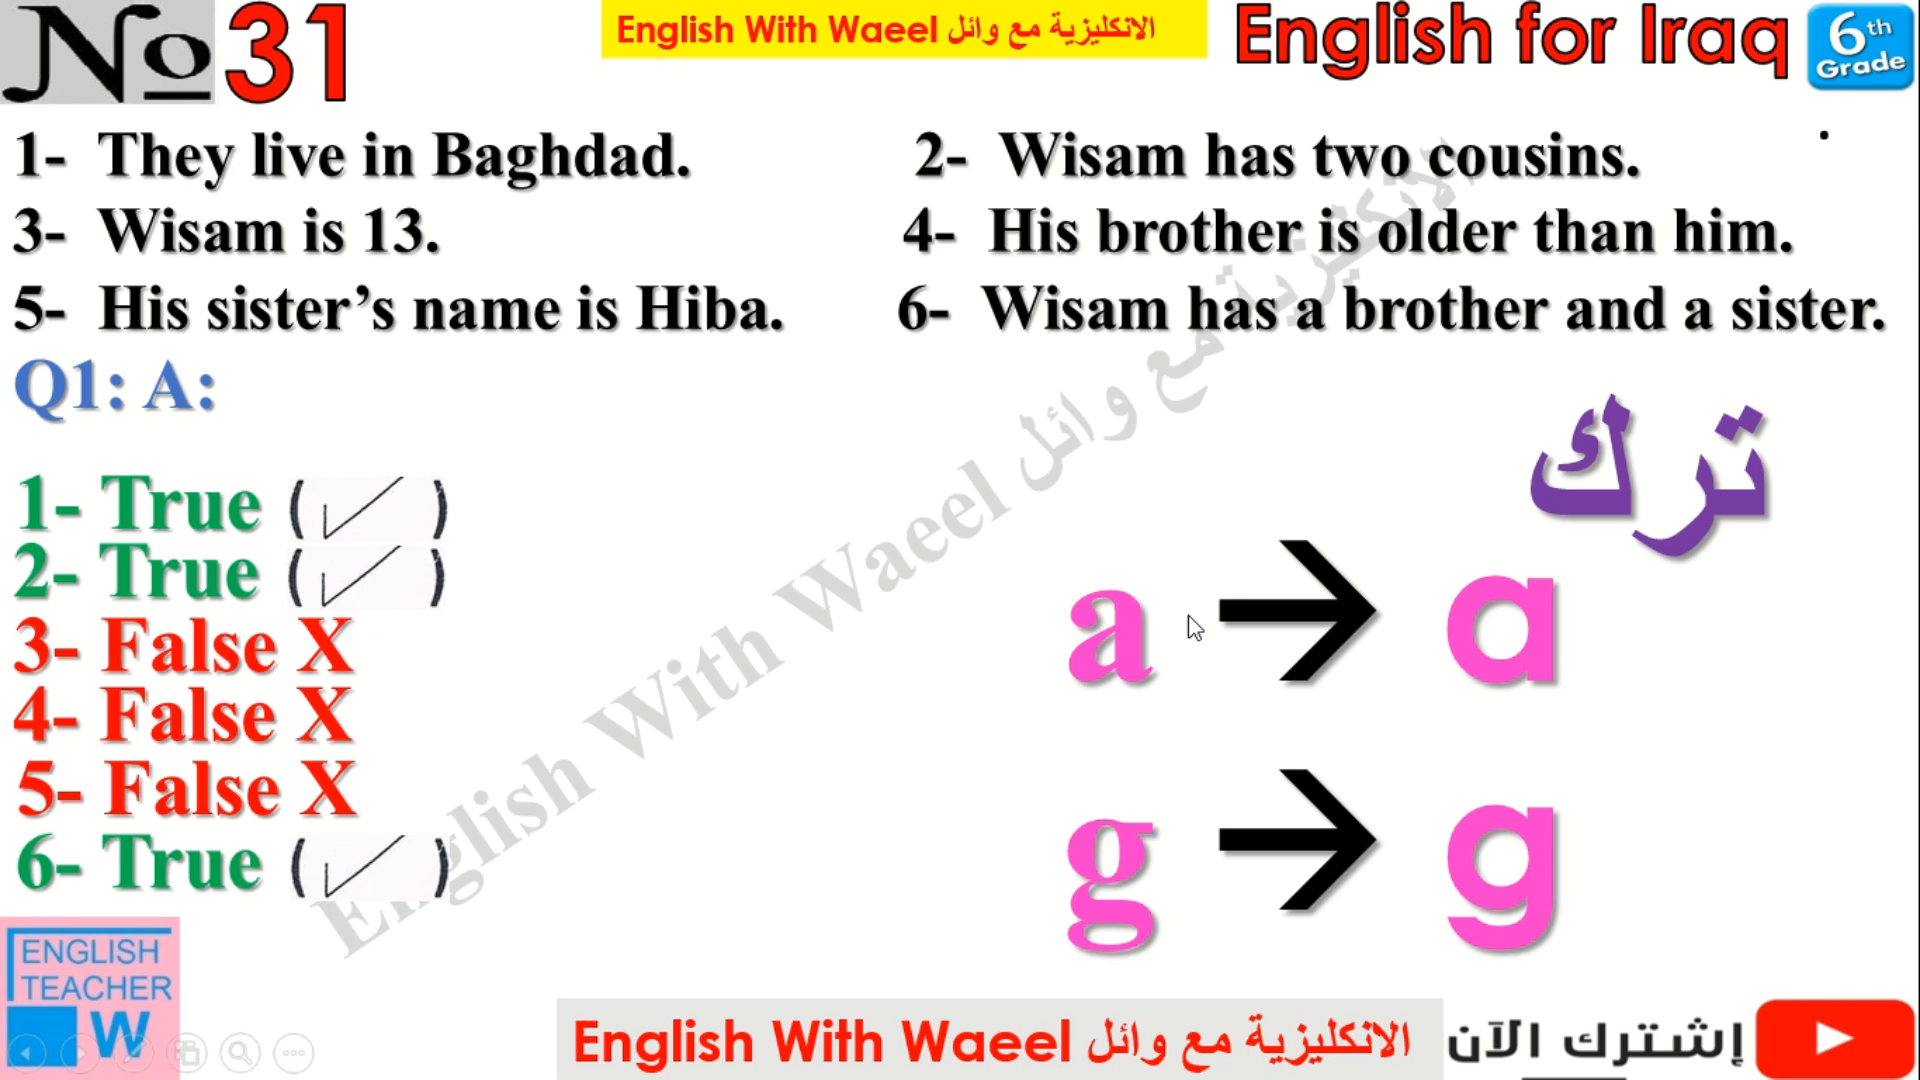 No 31
English With Waeel الانكليزية مع وائل
English for Iraq
6th
Grade
1- They live in Baghdad.
2- Wisam has two cousins.
3- Wisam is 13.
4- His brother is older than him.
5- His sister’s name is Hiba.
6- Wisam has a brother and a sister.
Q1: A:
ترك
1- True ( ✓ )
2- True ( ✓ )
3- False X
4- False X
5- False X
6- True ( ✓ )
a → a
g → g
English With Waeel الانكليزية مع وائل
ENGLISH
TEACHER
W
English With Waeel الانكليزية مع وائل
إشترك الآن